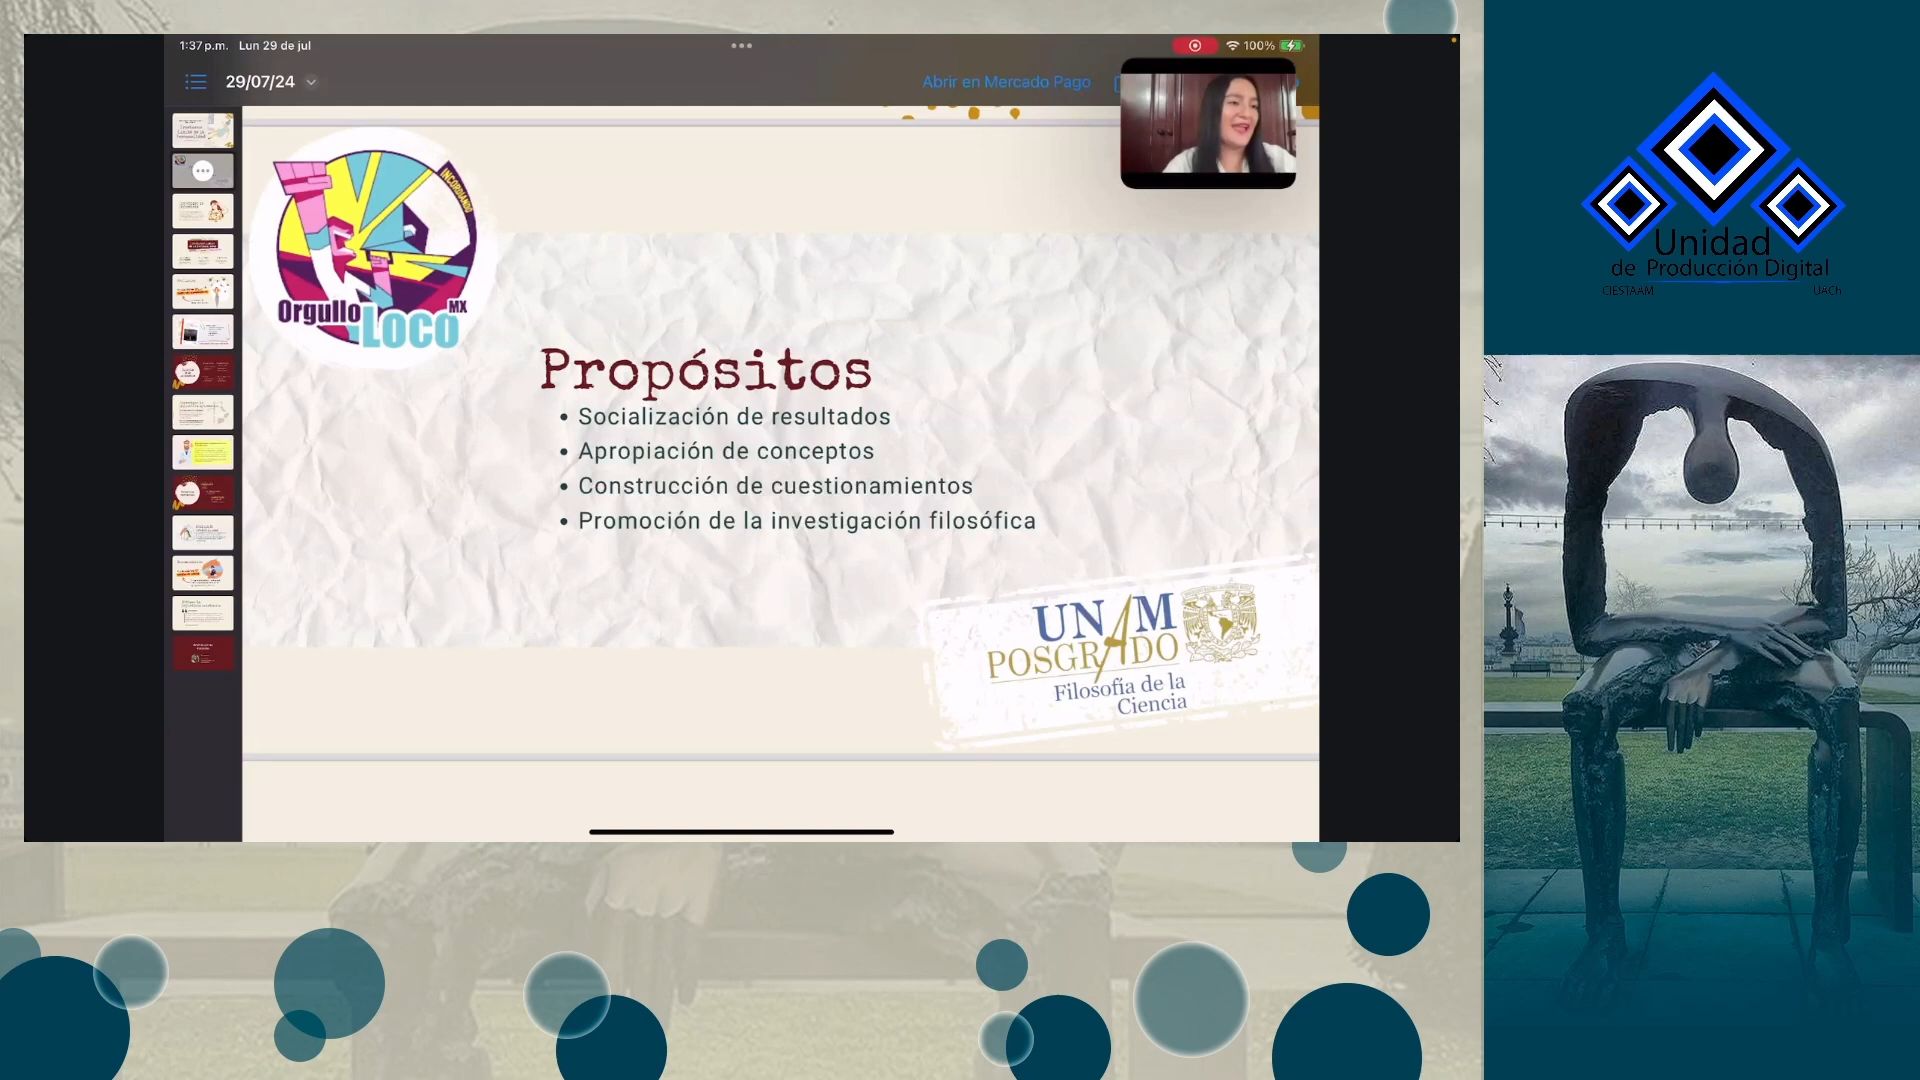 1:37 p.m. Lun 29 de jul
100%
29/07/24
Abrir en Mercado Pago
INCORDIANDO
Orgullo
LOCO
MX
Propósitos
• Socialización de resultados
• Apropiación de conceptos
• Construcción de cuestionamientos
• Promoción de la investigación filosófica
UNAM
POSGRADO
Filosofía de la
Ciencia
Unidad
de Producción Digital
CIESTAAM UACh